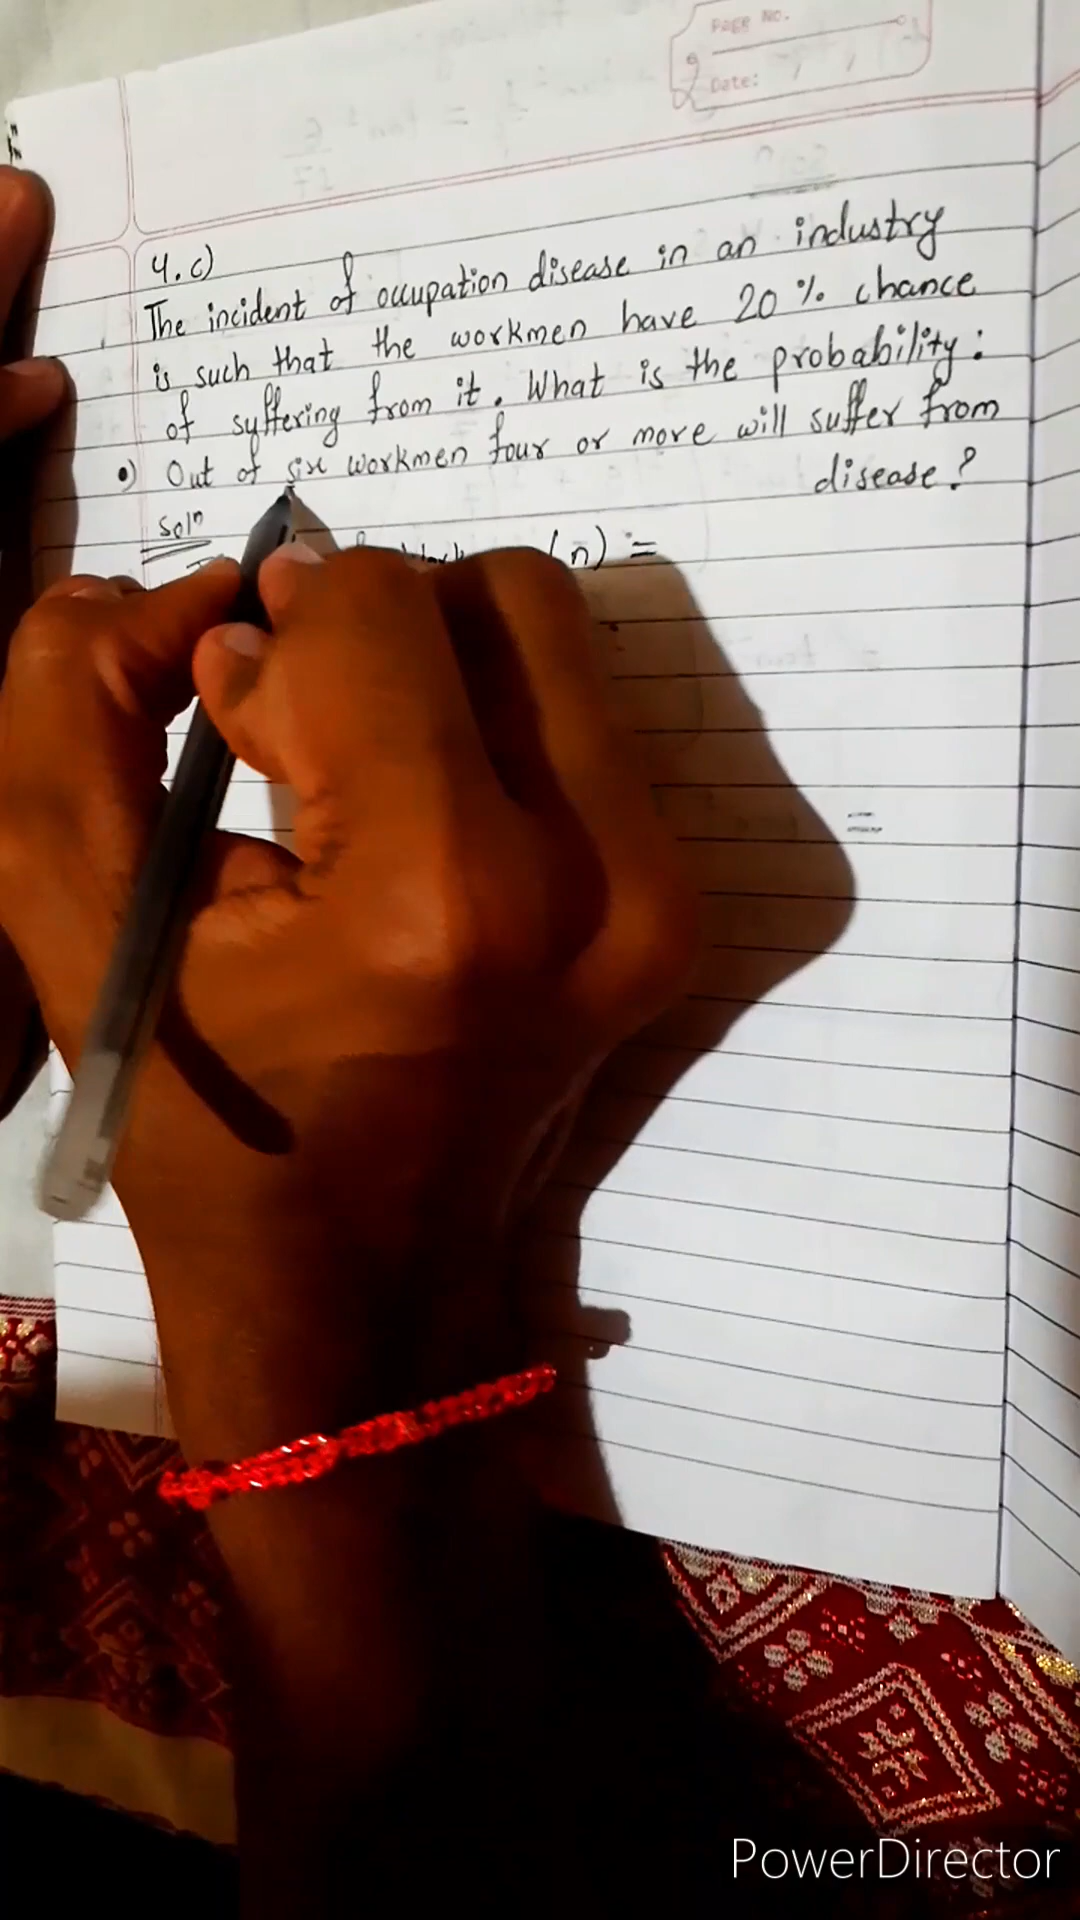 Page No.
Date:
4.c)
The incident of occupation disease in an industry
is such that the workmen have 20 % chance
of suffering from it. What is the probability:
•) Out of six workmen four or more will suffer from
disease?
Solⁿ
(n) =
=
PowerDirector